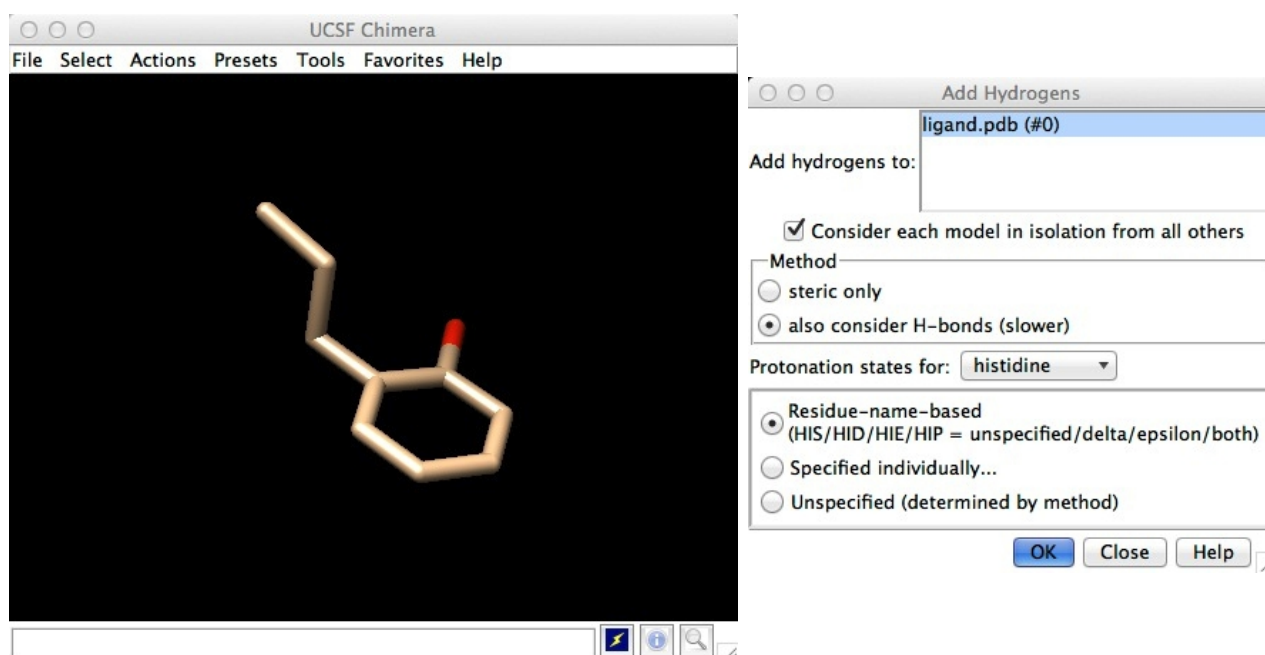 UCSF Chimera
File Select Actions Presets Tools Favorites Help
Add Hydrogens
ligand.pdb (#0)
Add hydrogens to:
Consider each model in isolation from all others
Method
steric only
also consider H-bonds (slower)
Protonation states for: histidine
Residue-name-based
(HIS/HID/HIE/HIP = unspecified/delta/epsilon/both)
Specified individually...
Unspecified (determined by method)
OK Close Help